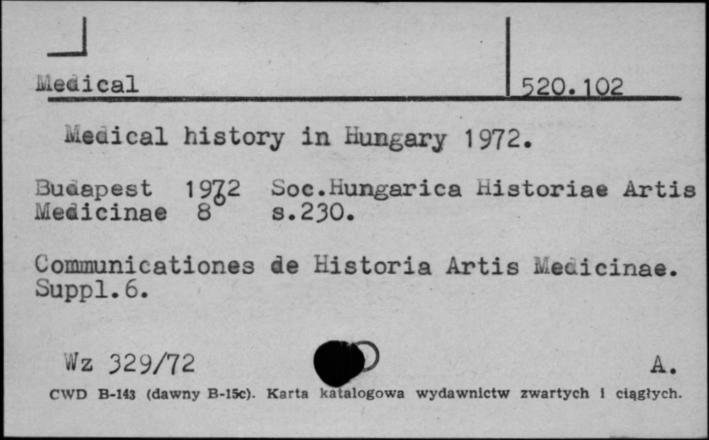 Medical 520.102
Medical history in Hungary 1972.
Budapest 1972 Soc.Hungarica Historiae Artis
Medicinae 8° s.230.
Communicationes de Historia Artis Medicinae.
Suppl.6.
Wz 329/72 A.
CWD B-143 (dawny B-15c). Karta katalogowa wydawnictw zwartych i ciągłych.